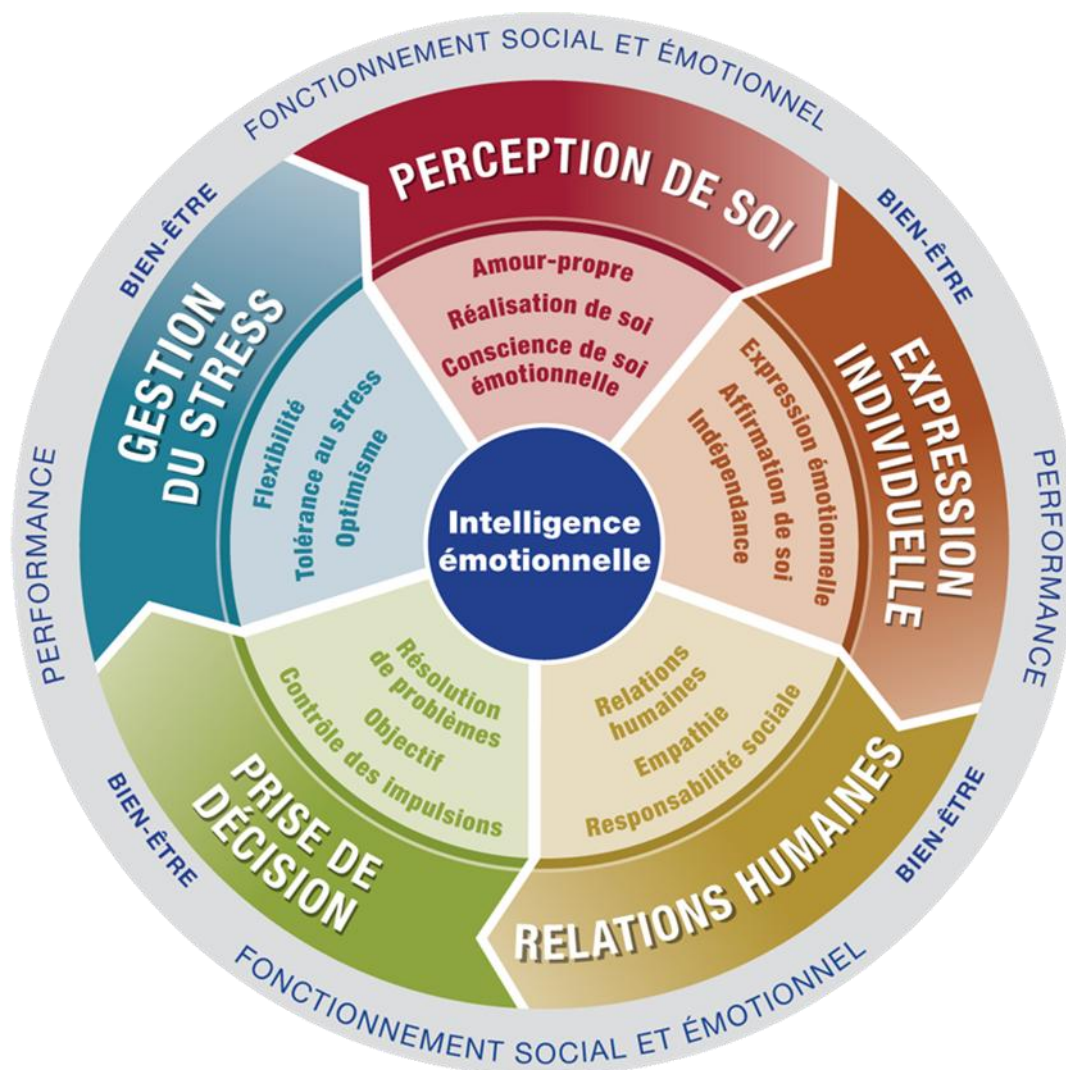 FONCTIONNEMENT SOCIAL ET ÉMOTIONNEL
BIEN-ÊTRE
BIEN-ÊTRE
PERFORMANCE
PERFORMANCE
BIEN-ÊTRE
BIEN-ÊTRE
FONCTIONNEMENT SOCIAL ET ÉMOTIONNEL
PERCEPTION DE SOI
Amour-propre
Réalisation de soi
Conscience de soi
émotionnelle
EXPRESSION
INDIVIDUELLE
Expression émotionnelle
Affirmation de soi
Indépendance
RELATIONS HUMAINES
Relations
humaines
Empathie
Responsabilité sociale
PRISE DE
DÉCISION
Résolution
de problèmes
Objectif
Contrôle des impulsions
GESTION
DU STRESS
Flexibilité
Tolérance au stress
Optimisme
Intelligence
émotionnelle